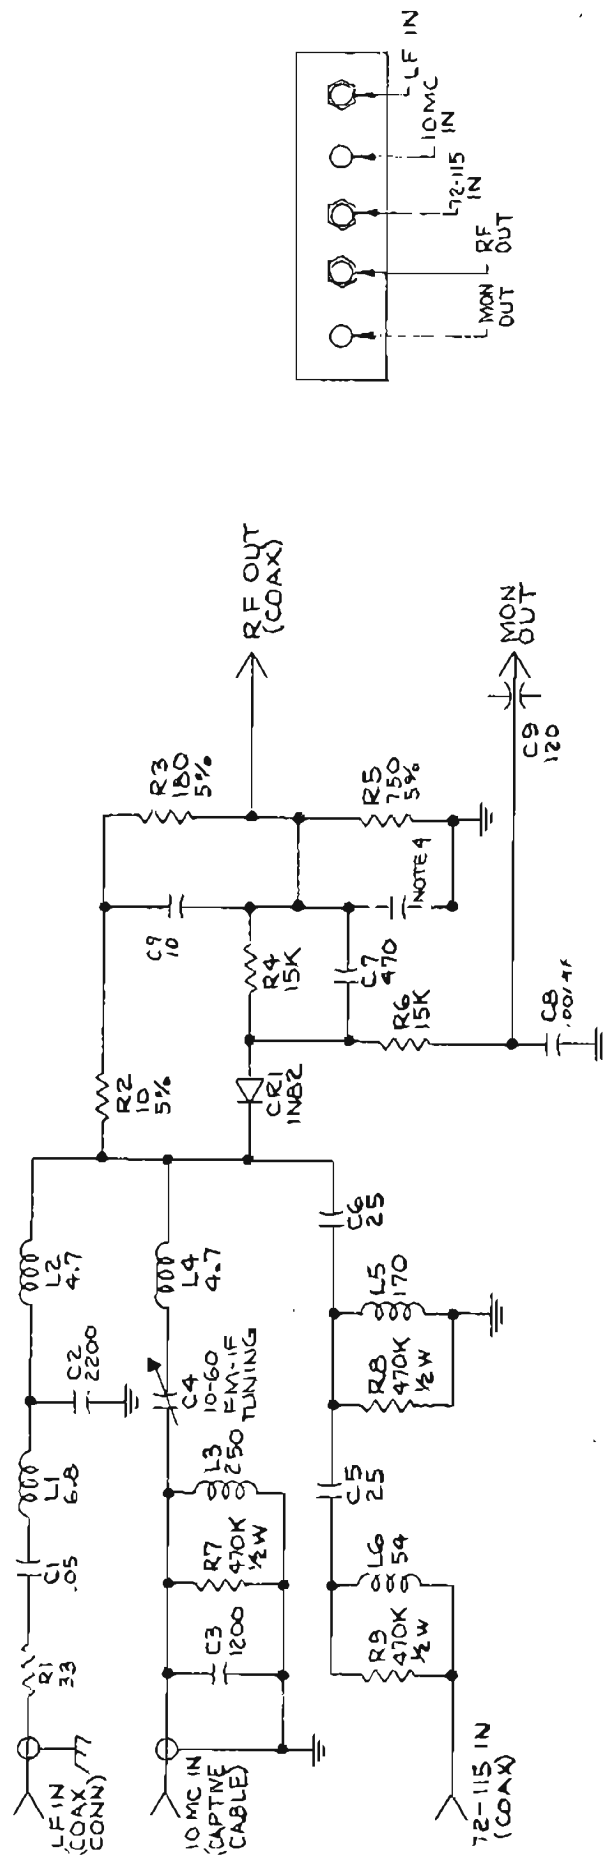 LF IN
(COAX
CONN)
R1
33
C1
.05
L1
6.8
C2
2200
L2
4.7
R2
10
5%
R3
180
5%
C9
10
RF OUT
(COAX)
10 MC IN
(CAPTIVE
CABLE)
C3
1200
R7
470K
½W
L3
250
C4
10-60
FM-IF
TUNING
L4
4.7
CR1
1N82
R4
15K
C7
470
R5
750
5%
NOTE 4
R6
15K
C8
C9
120
MON
OUT
72-115 IN
(COAX)
R9
470K
½W
L6
54
C5
25
R8
470K
½W
L5
170
C6
25
MON
OUT
RF
OUT
72-115
IN
10MC
IN
LF IN